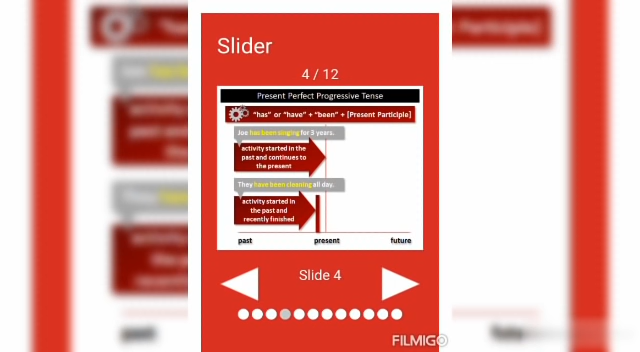 Slider
4 / 12
Present Perfect Progressive Tense
"has" or "have" + "been" + [Present Participle]
Joe has been singing for 3 years.
activity started in the
past and continues to
the present
They have been cleaning all day.
activity started in
the past and
recently finished
past present future
Slide 4
FILMIGO